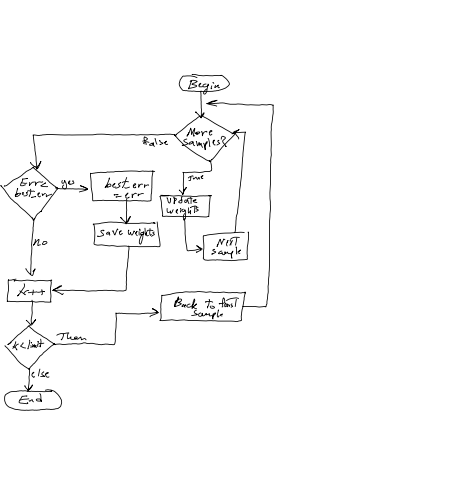 Begin
More
Samples?
False
true
Err<
best_err
yes
best_err
= err
update
weights
save weights
Next
sample
no
k++
Back to first
sample
k<limit
Then
else
End